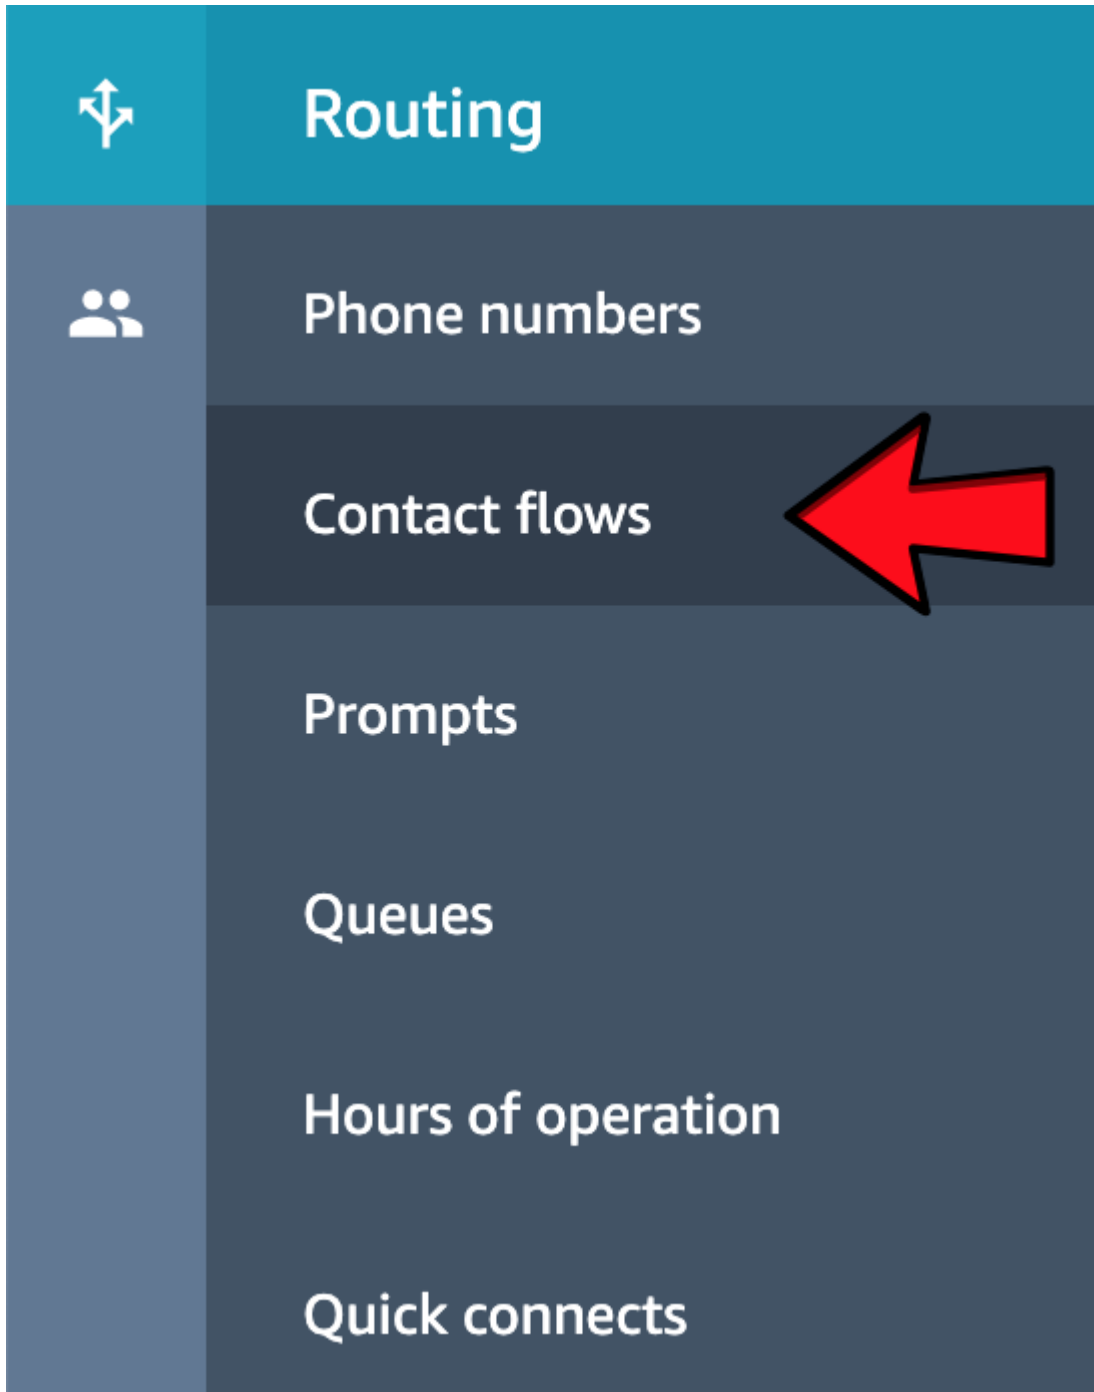 Routing
Phone numbers
Contact flows
Prompts
Queues
Hours of operation
Quick connects